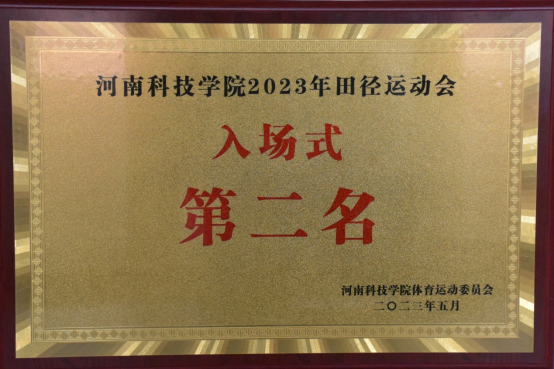 河南科技学院2023年田径运动会
入场式
第二名
河南科技学院体育运动委员会
二〇二三年五月